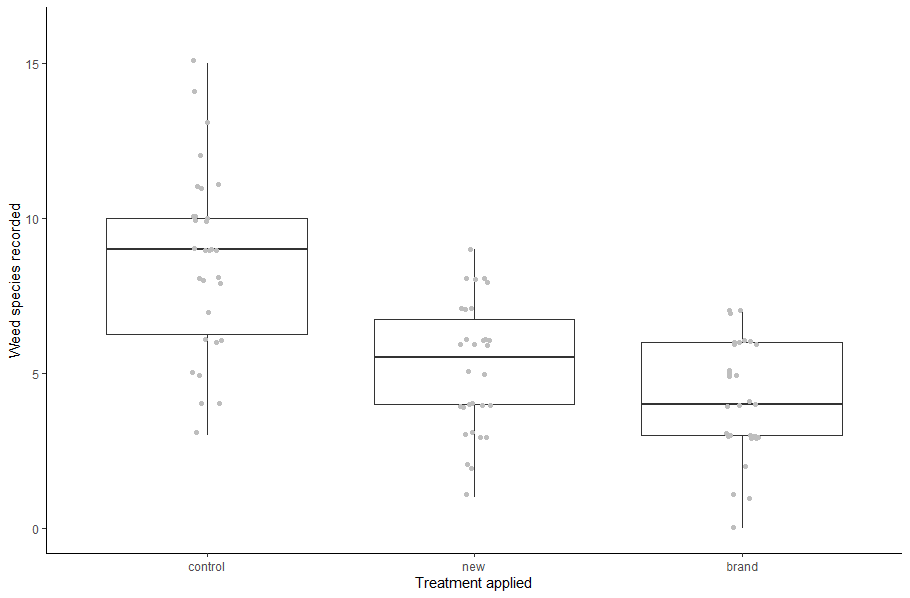 Weed species recorded
15
10
5
0
control
new
brand
Treatment applied